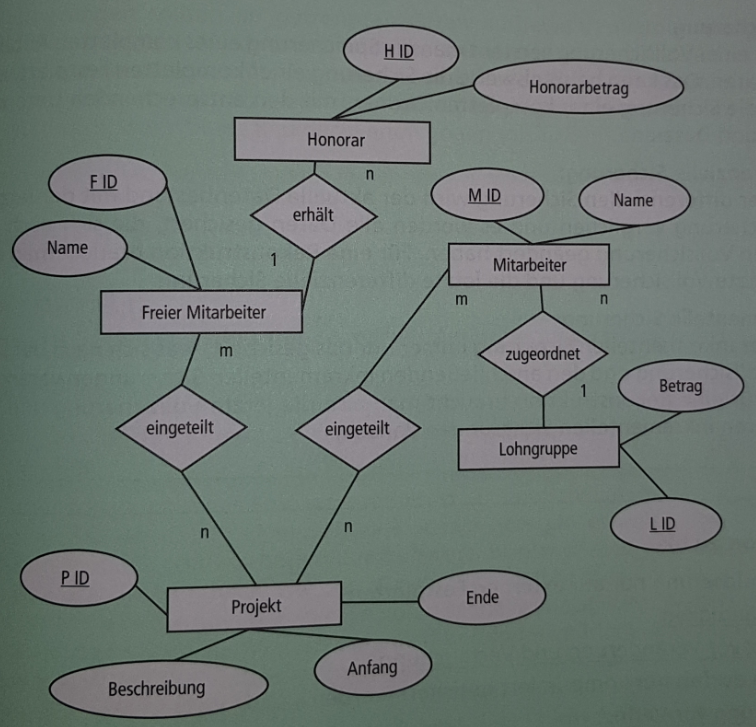 H ID
Honorarbetrag
Honorar
n
F ID
M ID
Name
erhält
Name
1
Mitarbeiter
Freier Mitarbeiter
m
n
m
zugeordnet
1
Betrag
eingeteilt
eingeteilt
Lohngruppe
n
n
L ID
P ID
Projekt
Ende
Beschreibung
Anfang